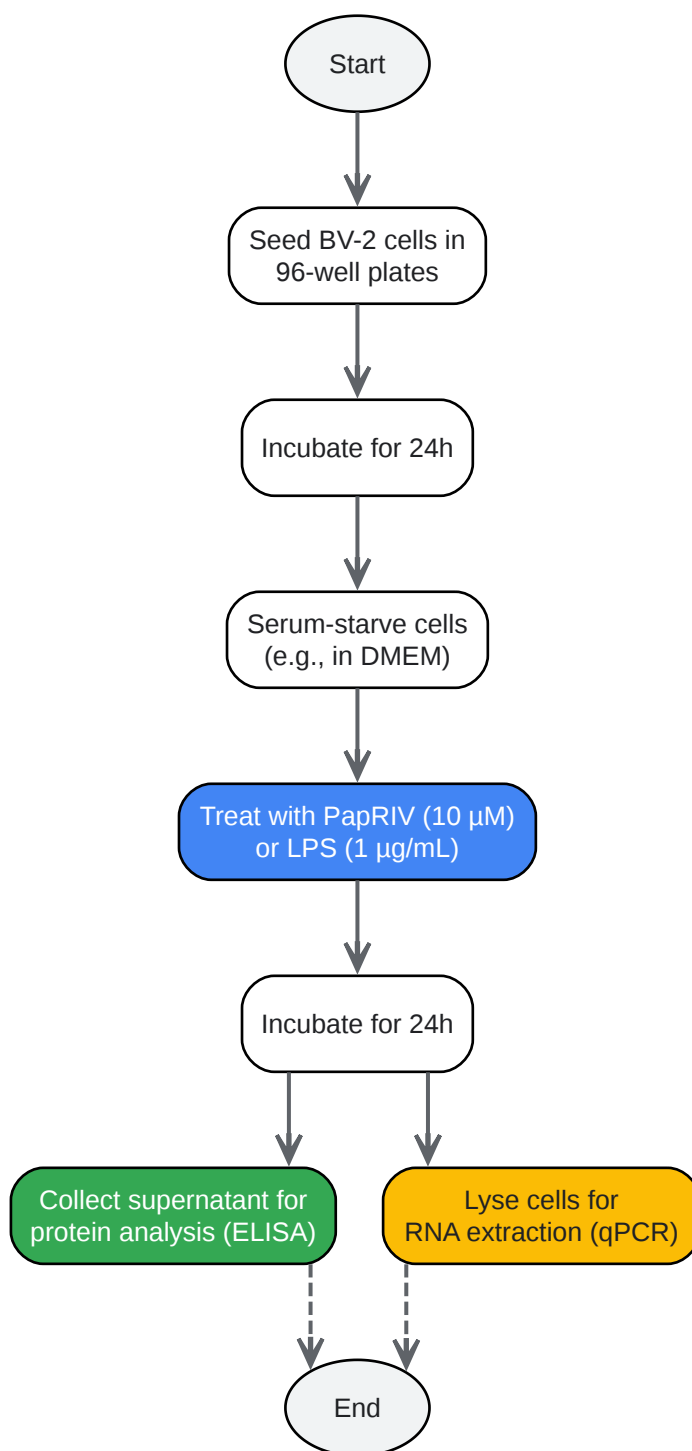 Start
Seed BV-2 cells in
96-well plates
Incubate for 24h
Serum-starve cells
(e.g., in DMEM)
Treat with PapRIV (10 µM)
or LPS (1 µg/mL)
Incubate for 24h
Collect supernatant for
protein analysis (ELISA)
Lyse cells for
RNA extraction (qPCR)
End